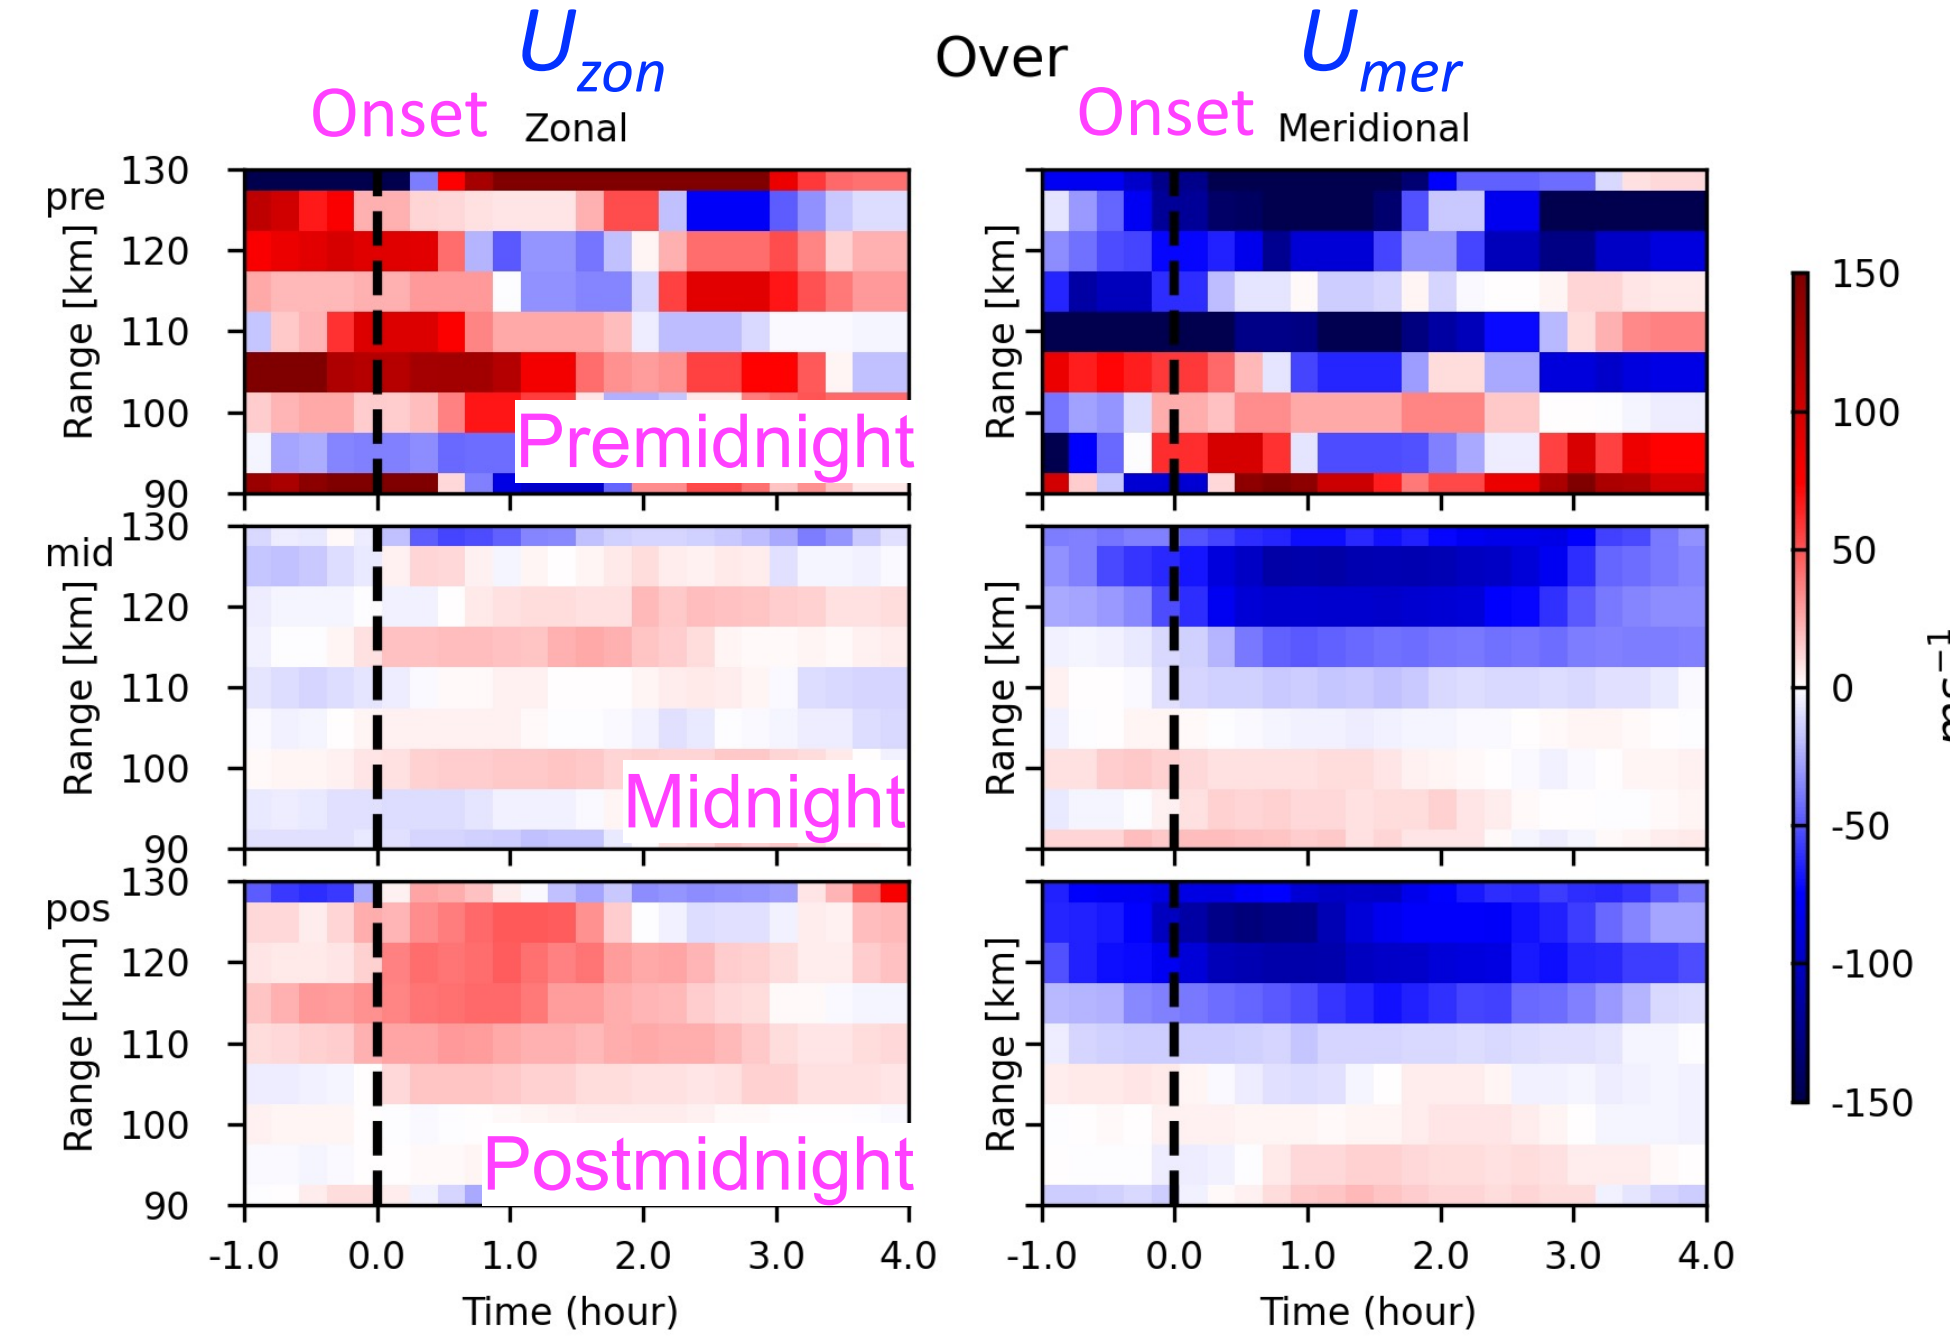 U_zon Over U_mer
Onset Zonal Onset Meridional
pre
Range [km]
130
120
110
100
90
Premidnight
Range [km]
mid
Range [km]
130
120
110
100
90
Midnight
Range [km]
pos
Range [km]
130
120
110
100
90
Postmidnight
Range [km]
-1.0 0.0 1.0 2.0 3.0 4.0
Time (hour)
-1.0 0.0 1.0 2.0 3.0 4.0
Time (hour)
150
100
50
0
-50
-100
-150